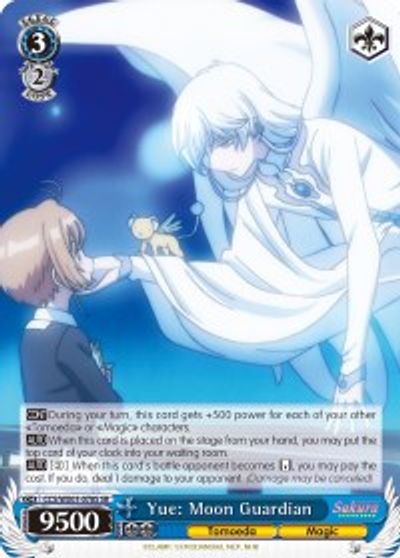 3
2
CONT During your turn, this card gets +500 power for each of your other
«Tomoeda» or «Magic» characters.
AUTO When this card is placed on the stage from your hand, you may put the
top card of your clock into your waiting room.
AUTO [(1)] When this card's battle opponent becomes, you may pay the
cost. If you do, deal 1 damage to your opponent. (Damage may be canceled)
9500
Yue: Moon Guardian
Sakura
Tomoeda
Magic